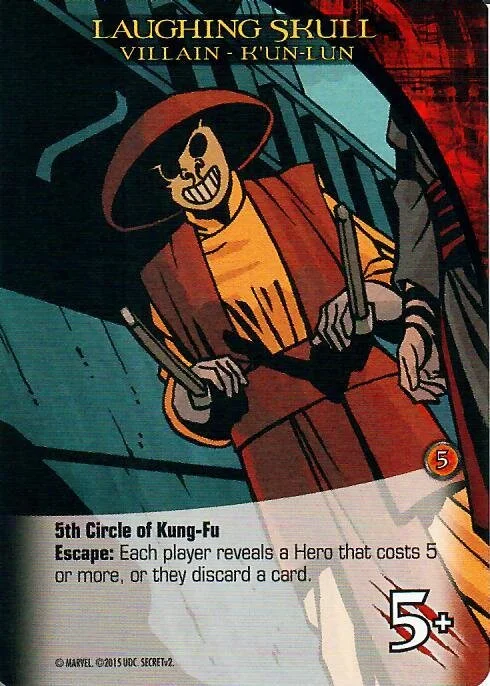 LAUGHING SKULL
VILLAIN - K'UN-LUN
5
5th Circle of Kung-Fu
Escape: Each player reveals a Hero that costs 5
or more, or they discard a card.
5+
© MARVEL. ©2015 UDC. SECRETv2.